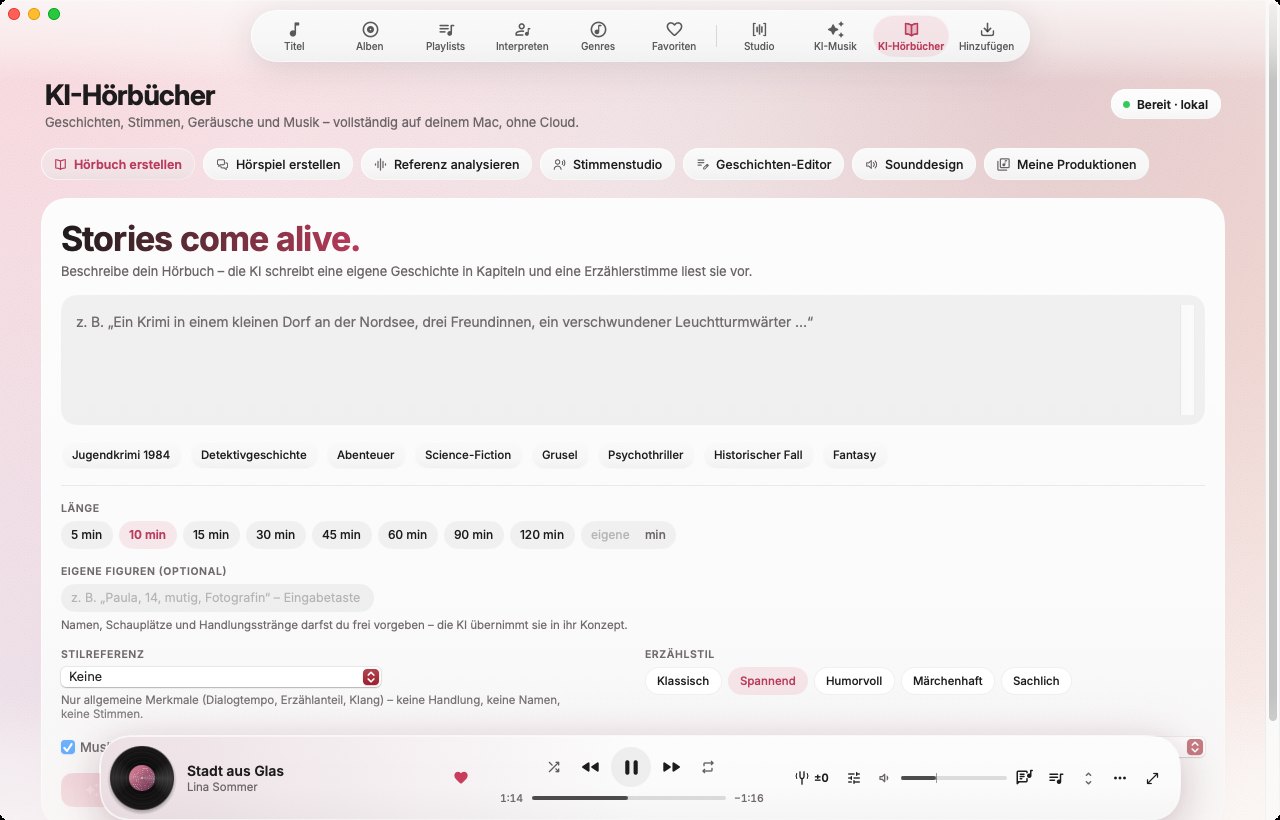 Titel Alben Playlists Interpreten Genres Favoriten Studio KI-Musik KI-Hörbücher Hinzufügen
KI-Hörbücher
Geschichten, Stimmen, Geräusche und Musik – vollständig auf deinem Mac, ohne Cloud.
Bereit · lokal
Hörbuch erstellen Hörspiel erstellen Referenz analysieren Stimmenstudio Geschichten-Editor Sounddesign Meine Produktionen
Stories come alive.
Beschreibe dein Hörbuch – die KI schreibt eine eigene Geschichte in Kapiteln und eine Erzählerstimme liest sie vor.
z. B. „Ein Krimi in einem kleinen Dorf an der Nordsee, drei Freundinnen, ein verschwundener Leuchtturmwärter ...“
Jugendkrimi 1984 Detektivgeschichte Abenteuer Science-Fiction Grusel Psychothriller Historischer Fall Fantasy
LÄNGE
5 min 10 min 15 min 30 min 45 min 60 min 90 min 120 min eigene min
EIGENE FIGUREN (OPTIONAL)
z. B. „Paula, 14, mutig, Fotografin“ – Eingabetaste
Namen, Schauplätze und Handlungsstränge darfst du frei vorgeben – die KI übernimmt sie in ihr Konzept.
STILREFERENZ
Keine
Nur allgemeine Merkmale (Dialogtempo, Erzählanteil, Klang) – keine Handlung, keine Namen,
keine Stimmen.
ERZÄHLSTIL
Klassisch Spannend Humorvoll Märchenhaft Sachlich
Stadt aus Glas
Lina Sommer
1:14 −1:16
±0